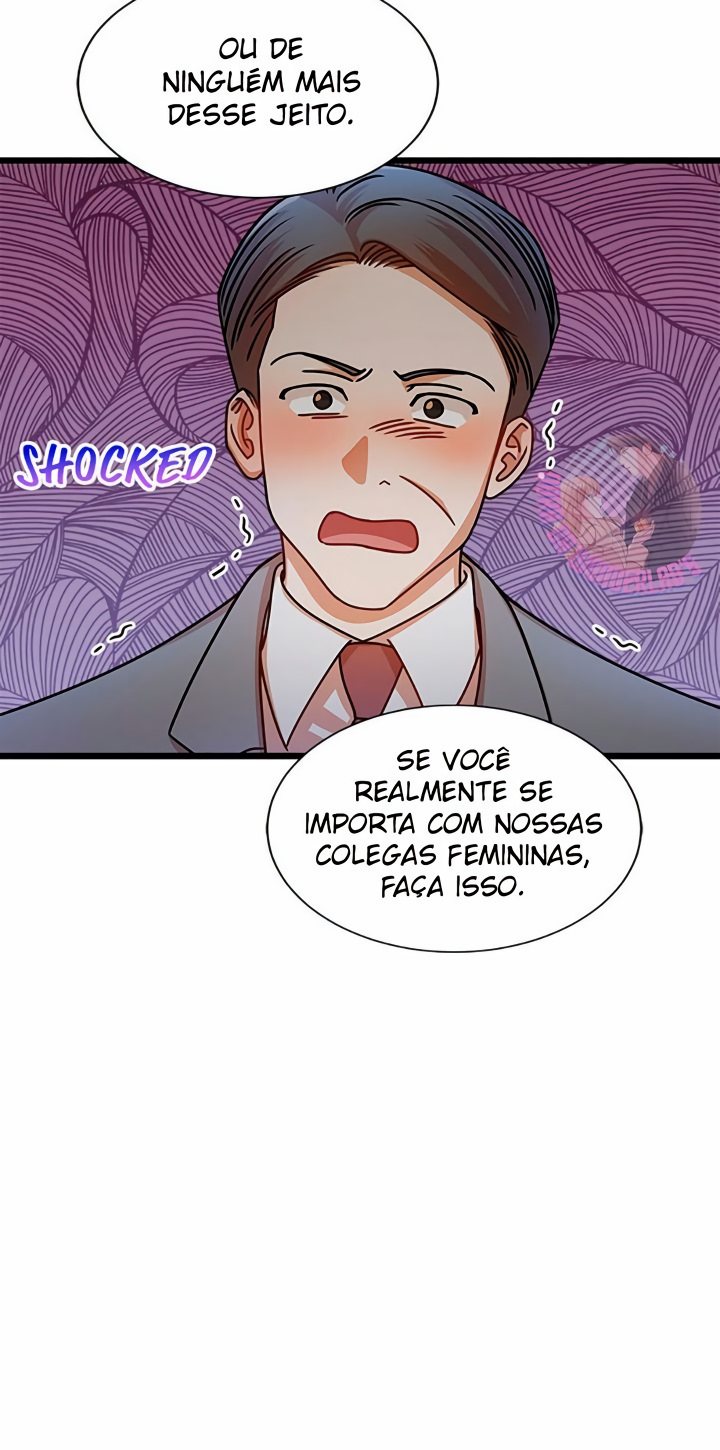 OU DE
NINGUÉM MAIS
DESSE JEITO.
SHOCKED
SE VOCÊ
REALMENTE SE
IMPORTA COM NOSSAS
COLEGAS FEMININAS,
FAÇA ISSO.